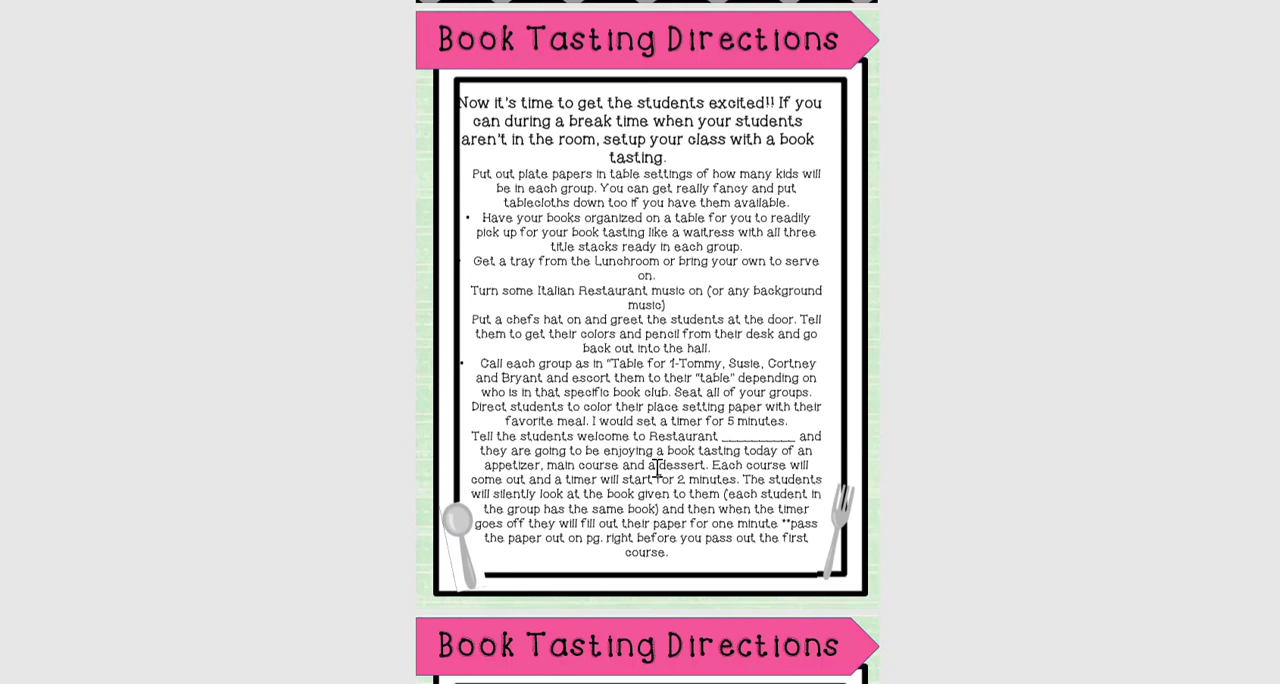 Book Tasting Directions
Now it's time to get the students excited!! If you
can during a break time when your students
aren't in the room, setup your class with a book
tasting.
Put out plate papers in table settings of how many kids will
be in each group. You can get really fancy and put
tablecloths down too if you have them available.
• Have your books organized on a table for you to readily
pick up for your book tasting like a waitress with all three
title stacks ready in each group.
Get a tray from the Lunchroom or bring your own to serve
on.
Turn some Italian Restaurant music on (or any background
music)
Put a chefs hat on and greet the students at the door. Tell
them to get their colors and pencil from their desk and go
back out into the hall.
• Call each group as in "Table for 1-Tommy, Susie, Cortney
and Bryant and escort them to their "table" depending on
who is in that specific book club. Seat all of your groups.
Direct students to color their place setting paper with their
favorite meal. I would set a timer for 5 minutes.
Tell the students welcome to Restaurant __________ and
they are going to be enjoying a book tasting today of an
appetizer, main course and a dessert. Each course will
come out and a timer will start for 2 minutes. The students
will silently look at the book given to them (each student in
the group has the same book) and then when the timer
goes off they will fill out their paper for one minute **pass
the paper out on pg. right before you pass out the first
course.
Book Tasting Directions